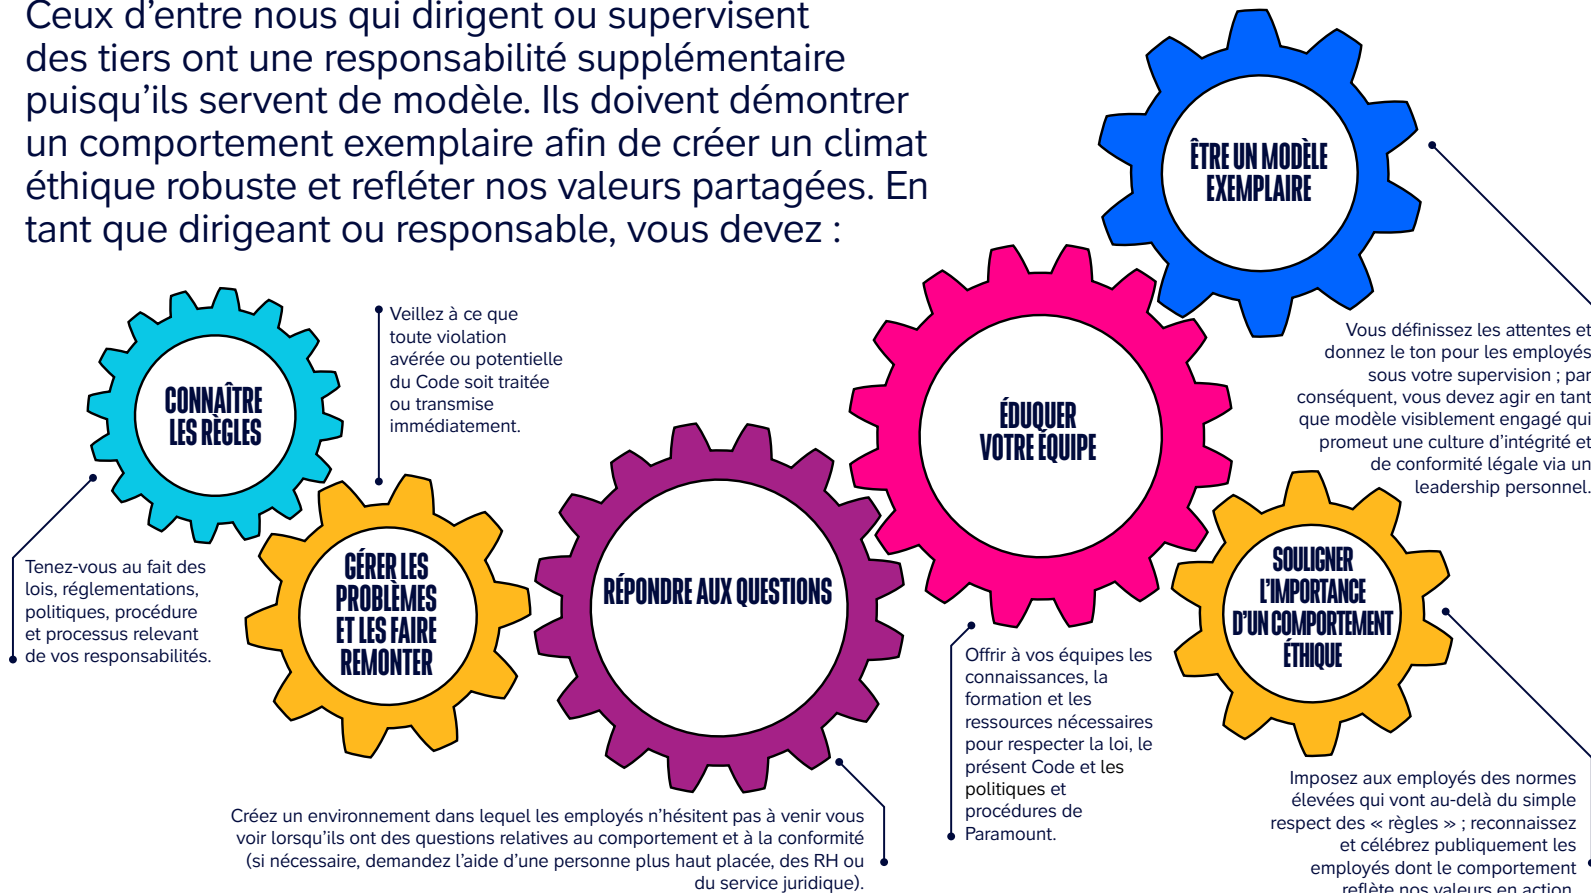 Ceux d’entre nous qui dirigent ou supervisent
des tiers ont une responsabilité supplémentaire
puisqu’ils servent de modèle. Ils doivent démontrer
un comportement exemplaire afin de créer un climat
éthique robuste et refléter nos valeurs partagées. En
tant que dirigeant ou responsable, vous devez :
CONNAÎTRE
LES RÈGLES
Tenez-vous au fait des
lois, réglementations,
politiques, procédure
et processus relevant
de vos responsabilités.
Veillez à ce que
toute violation
avérée ou potentielle
du Code soit traitée
ou transmise
immédiatement.
GÉRER LES
PROBLÈMES
ET LES FAIRE
REMONTER
RÉPONDRE AUX QUESTIONS
Créez un environnement dans lequel les employés n’hésitent pas à venir vous
voir lorsqu’ils ont des questions relatives au comportement et à la conformité
(si nécessaire, demandez l’aide d’une personne plus haut placée, des RH ou
du service juridique).
ÉDUQUER
VOTRE ÉQUIPE
Offrir à vos équipes les
connaissances, la
formation et les
ressources nécessaires
pour respecter la loi, le
présent Code et les
politiques et
procédures de
Paramount.
ÊTRE UN MODÈLE
EXEMPLAIRE
Vous définissez les attentes et
donnez le ton pour les employés
sous votre supervision ; par
conséquent, vous devez agir en tant
que modèle visiblement engagé qui
promeut une culture d’intégrité et
de conformité légale via un
leadership personnel.
SOULIGNER
L’IMPORTANCE
D’UN COMPORTEMENT
ÉTHIQUE
Imposez aux employés des normes
élevées qui vont au-delà du simple
respect des « règles » ; reconnaissez
et célébrez publiquement les
employés dont le comportement
reflète nos valeurs en action.